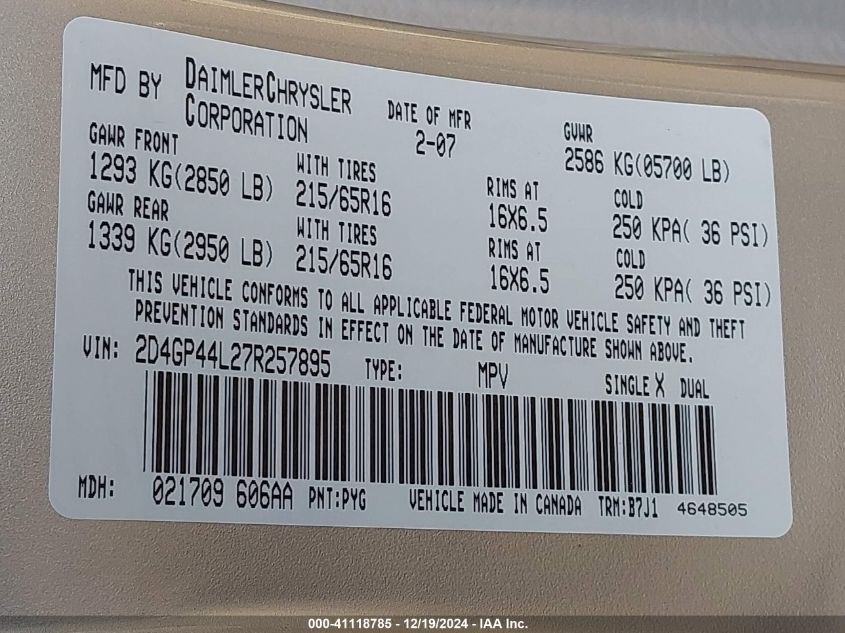 MFD BY DAIMLERCHRYSLER CORPORATION DATE OF MFR 2-07 GVWR 2586 KG(05700 LB)
GAWR FRONT WITH TIRES RIMS AT COLD
1293 KG(2850 LB) 215/65R16 16X6.5 250 KPA( 36 PSI)
GAWR REAR WITH TIRES RIMS AT COLD
1339 KG(2950 LB) 215/65R16 16X6.5 250 KPA( 36 PSI)
THIS VEHICLE CONFORMS TO ALL APPLICABLE FEDERAL MOTOR VEHICLE SAFETY AND THEFT
PREVENTION STANDARDS IN EFFECT ON THE DATE OF MANUFACTURE SHOWN ABOVE.
VIN: 2D4GP44L27R257895 TYPE: MPV SINGLE X DUAL
MDH: 021709 606AA PNT:PYG VEHICLE MADE IN CANADA TRM:B7J1 4648505
000-41118785 - 12/19/2024 - IAA Inc.